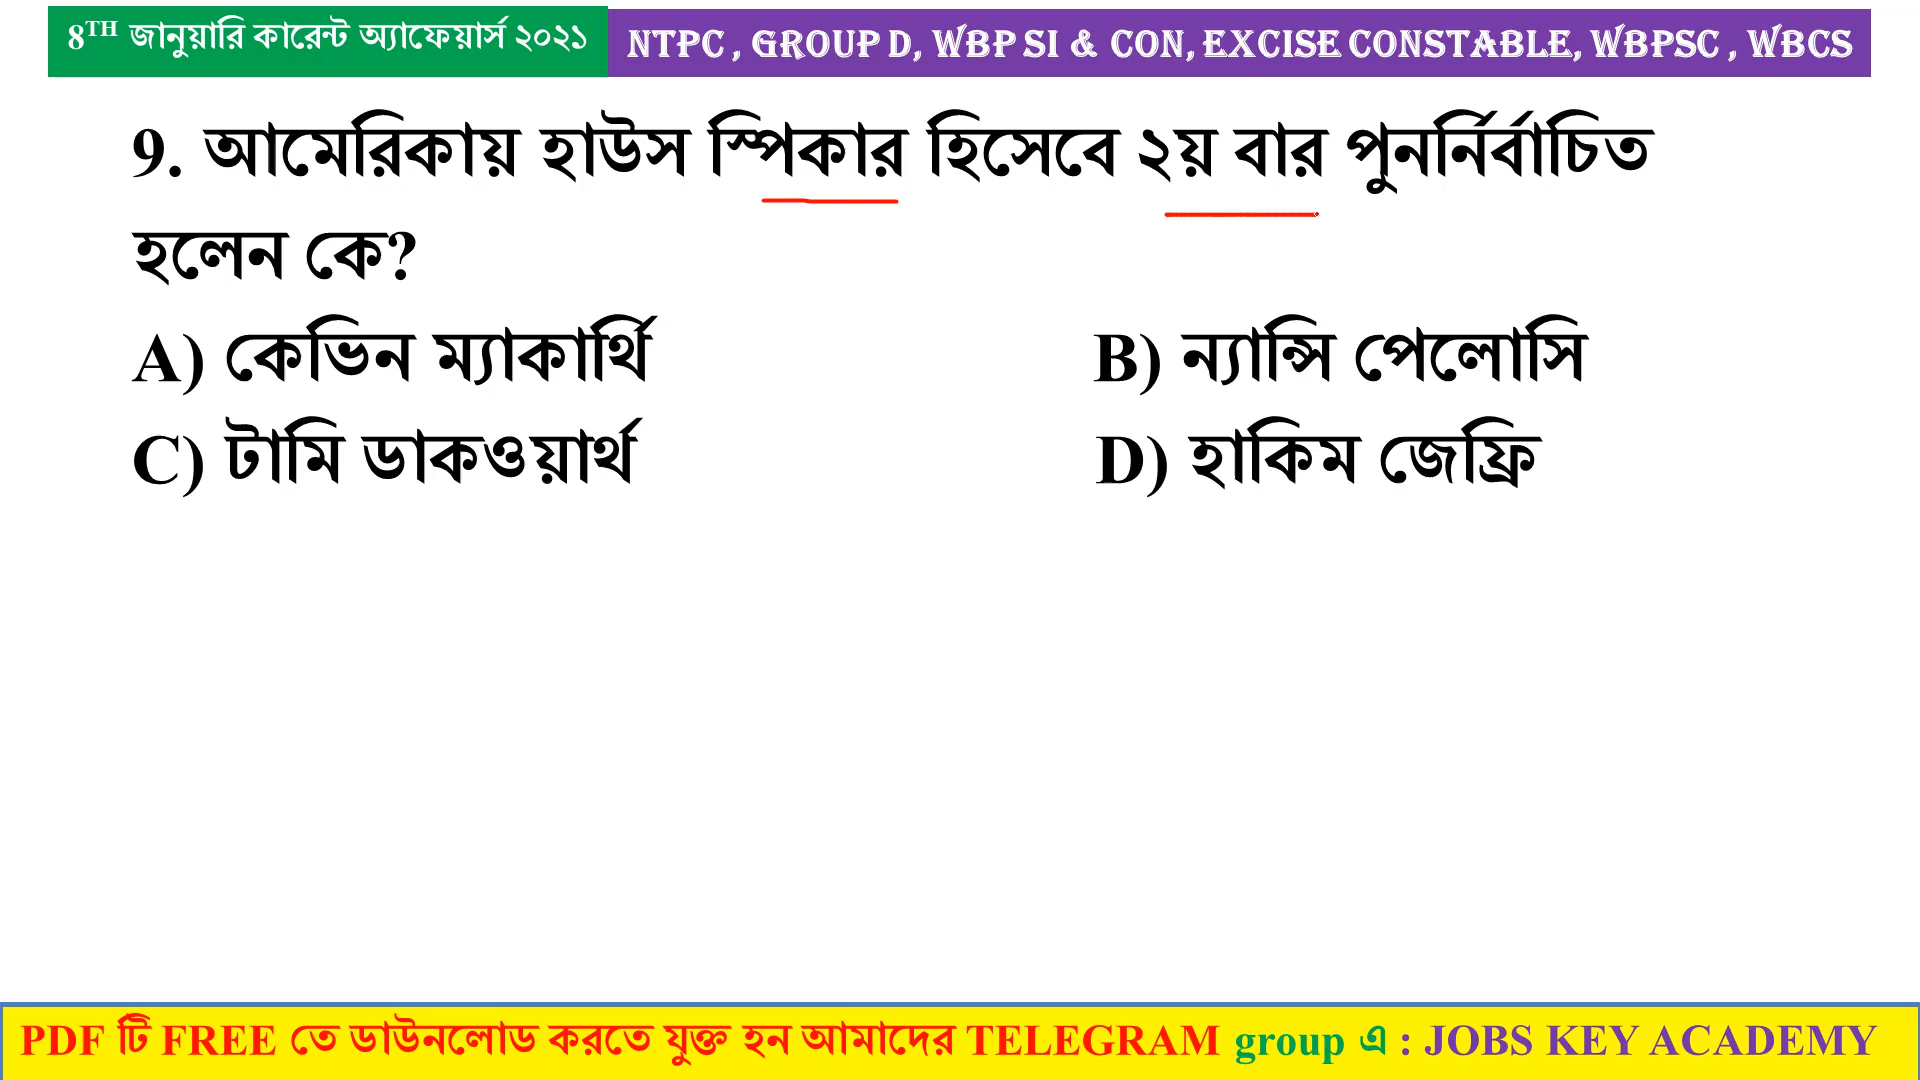 8TH জানুয়ারি কারেন্ট অ্যাফেয়ার্স ২০২১
NTPC , GROUP D, WBP SI & CON, EXCISE CONSTABLE, WBPSC , WBCS
9. আমেরিকায় হাউস স্পিকার হিসেবে ২য় বার পুনর্নির্বাচিত
হলেন কে?
A) কেভিন ম্যাকার্থি B) ন্যান্সি পেলোসি
C) টামি ডাকওয়ার্থ D) হাকিম জেফ্রি
PDF টি FREE তে ডাউনলোড করতে যুক্ত হন আমাদের TELEGRAM group এ : JOBS KEY ACADEMY